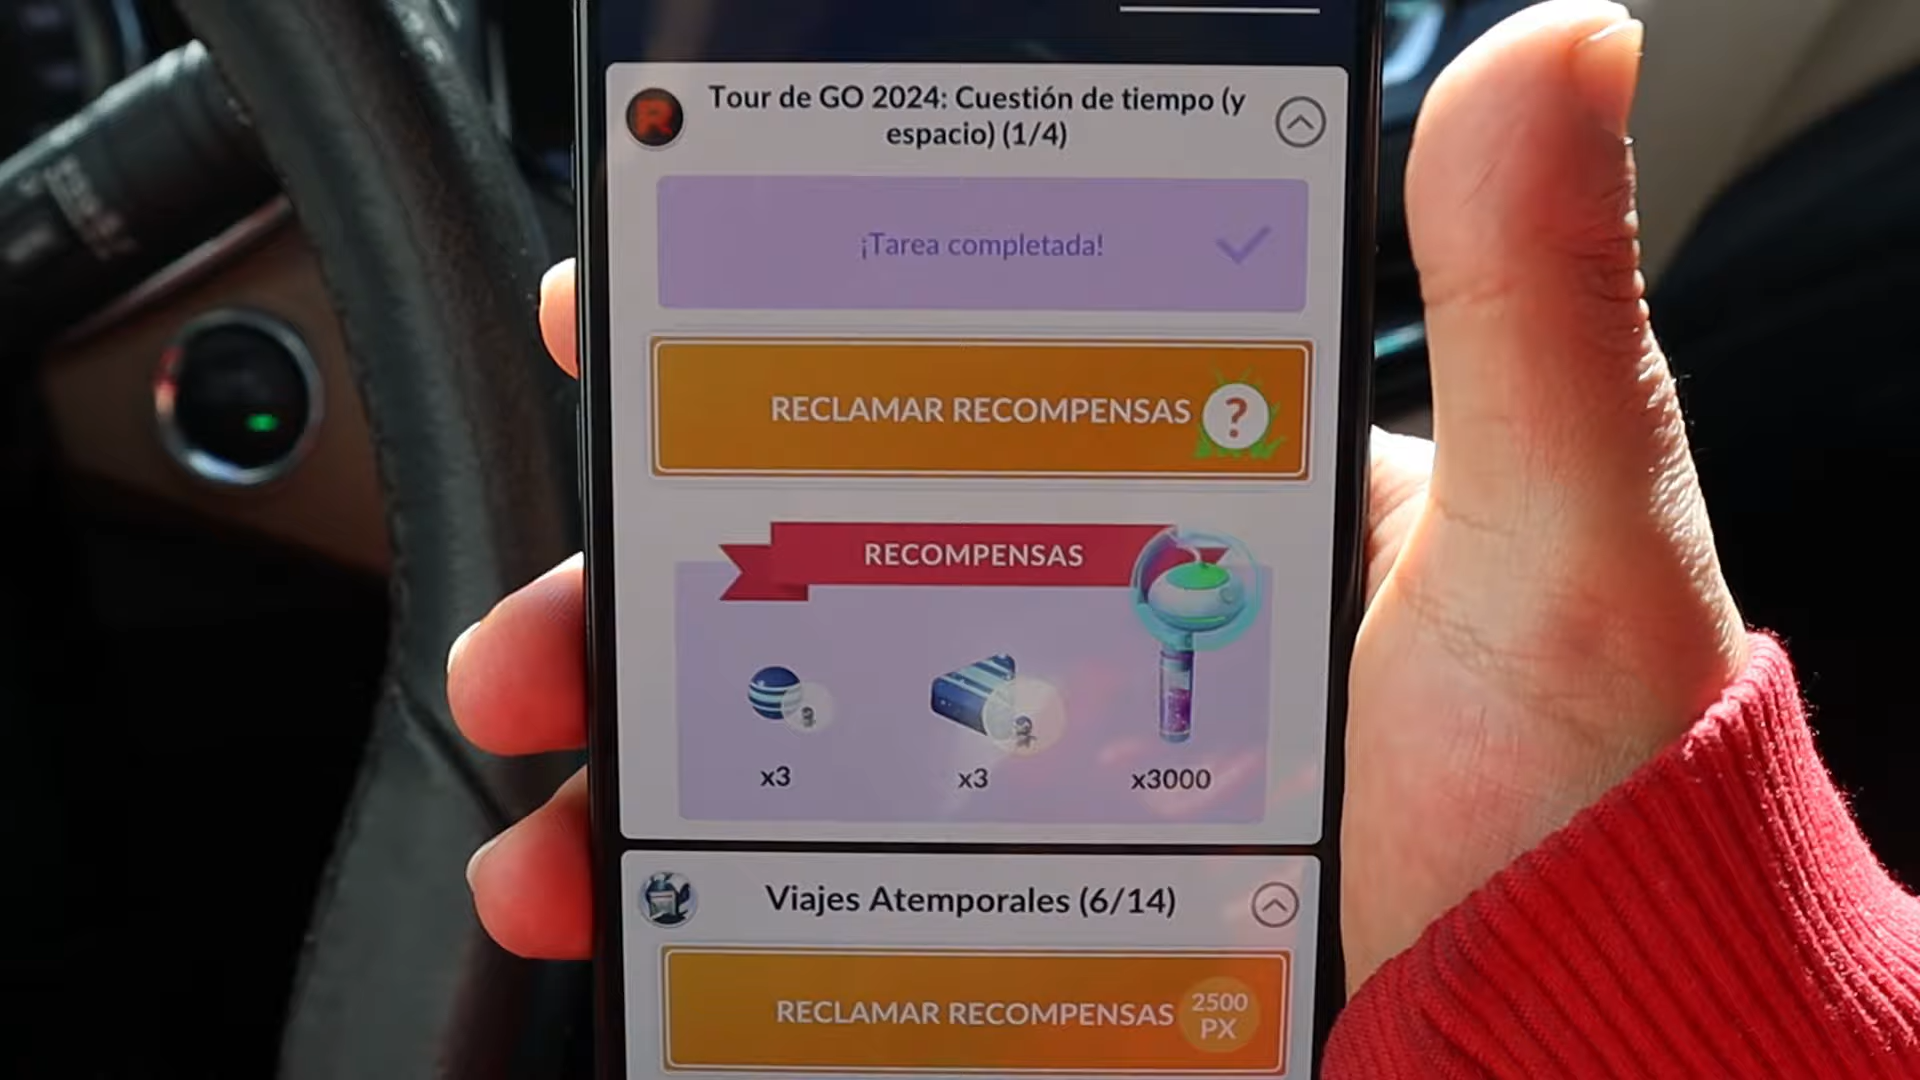 R
Tour de GO 2024: Cuestión de tiempo (y
espacio) (1/4)
¡Tarea completada!
RECLAMAR RECOMPENSAS
?
RECOMPENSAS
x3
x3
x3000
Viajes Atemporales (6/14)
RECLAMAR RECOMPENSAS
2500
PX